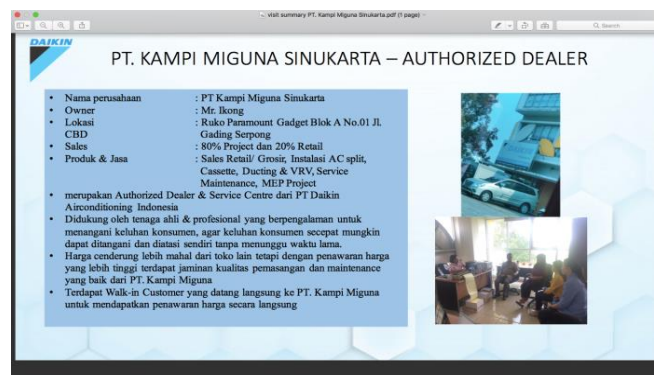 visit summary PT. Kampi Miguna Sinukarta.pdf (1 page)
Search
DAIKIN
PT. KAMPI MIGUNA SINUKARTA – AUTHORIZED DEALER
• Nama perusahaan : PT Kampi Miguna Sinukarta
• Owner : Mr. Ikong
• Lokasi : Ruko Paramount Gadget Blok A No.01 Jl.
CBD Gading Serpong
• Sales : 80% Project dan 20% Retail
• Produk & Jasa : Sales Retail/ Grosir, Instalasi AC split,
Cassette, Ducting & VRV, Service
Maintenance, MEP Project
• merupakan Authorized Dealer & Service Centre dari PT Daikin
Airconditioning Indonesia
• Didukung oleh tenaga ahli & profesional yang berpengalaman untuk
menangani keluhan konsumen, agar keluhan konsumen secepat mungkin
dapat ditangani dan diatasi sendiri tanpa menunggu waktu lama.
• Harga cenderung lebih mahal dari toko lain tetapi dengan penawaran harga
yang lebih tinggi terdapat jaminan kualitas pemasangan dan maintenance
yang baik dari PT. Kampi Miguna
• Terdapat Walk-in Customer yang datang langsung ke PT. Kampi Miguna
untuk mendapatkan penawaran harga secara langsung